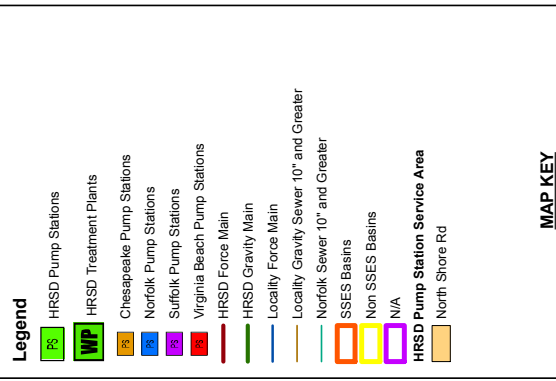 Legend
PS HRSD Pump Stations
WP HRSD Treatment Plants
PS Chesapeake Pump Stations
PS Norfolk Pump Stations
PS Suffolk Pump Stations
PS Virginia Beach Pump Stations
HRSD Force Main
HRSD Gravity Main
Locality Force Main
Locality Gravity Sewer 10" and Greater
Norfolk Sewer 10" and Greater
SSES Basins
Non SSES Basins
N/A
HRSD Pump Station Service Area
North Shore Rd
MAP KEY